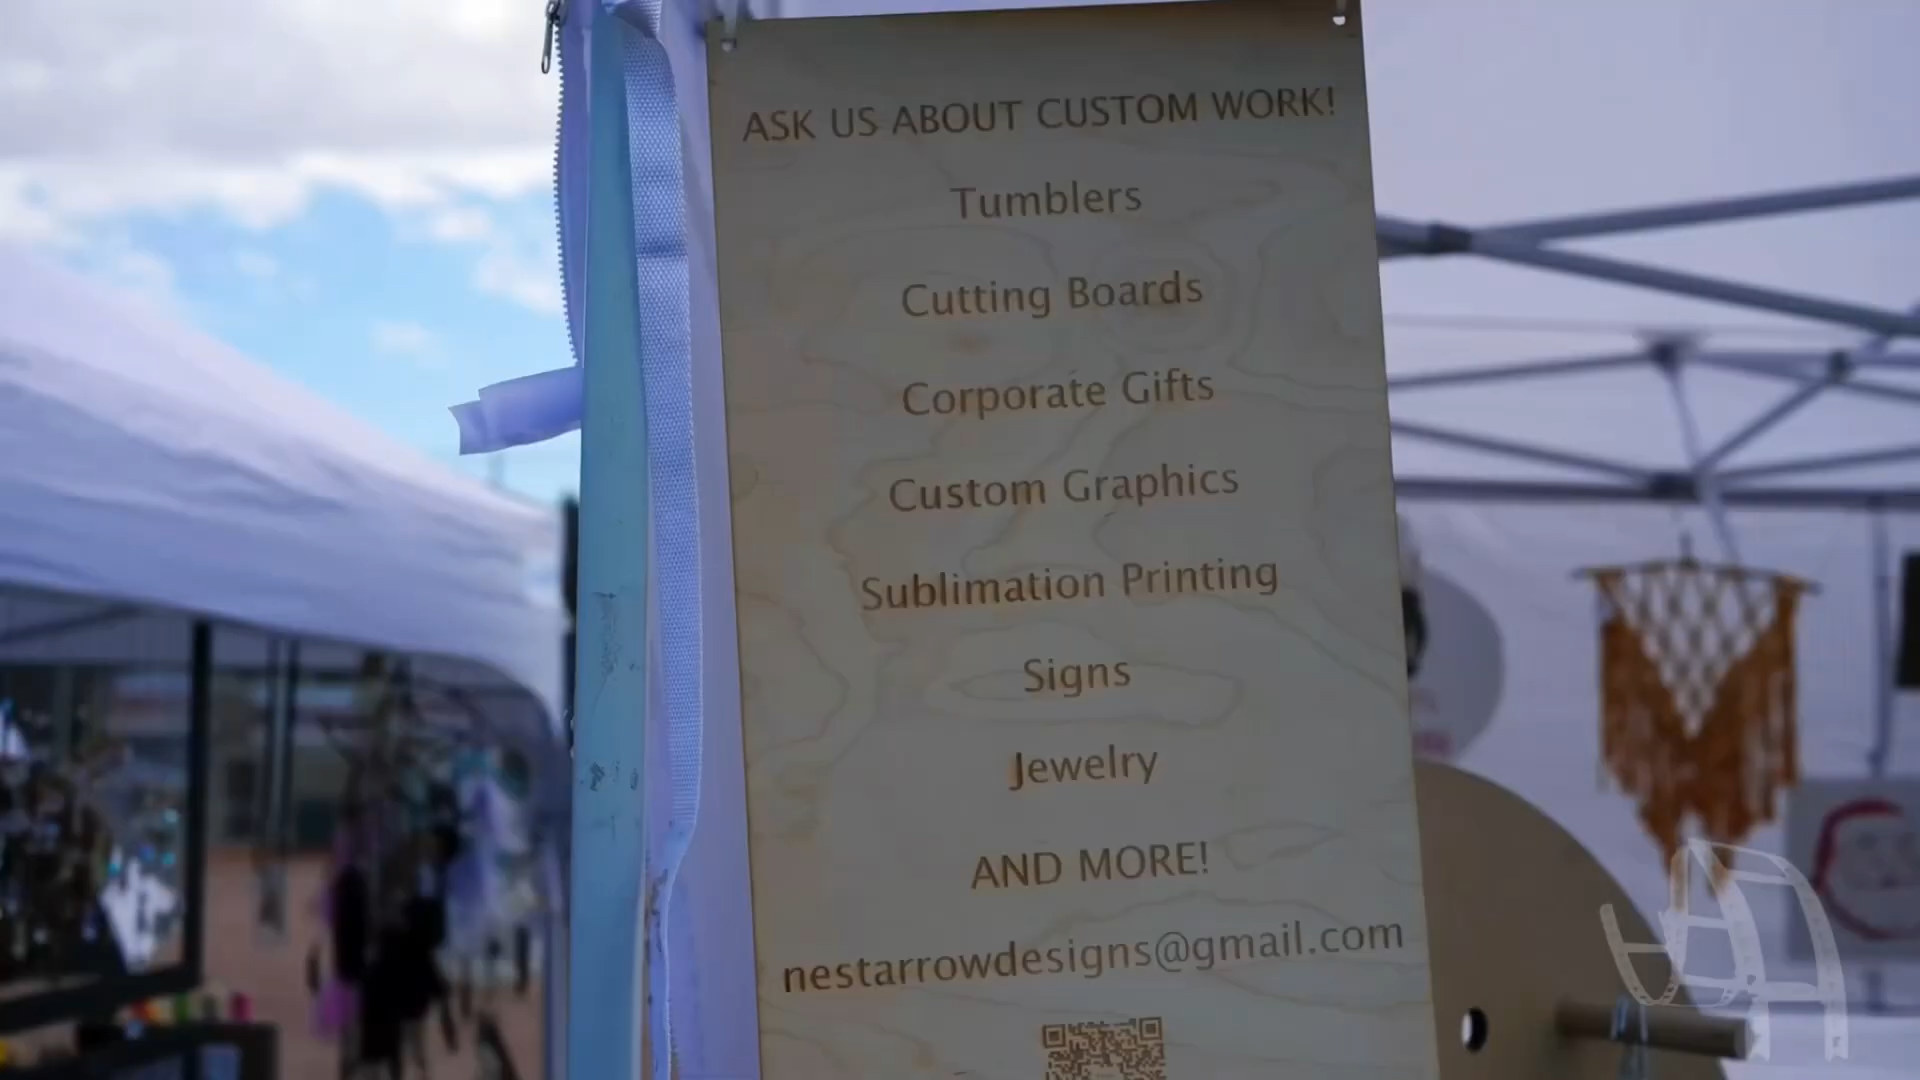 ASK US ABOUT CUSTOM WORK!
Tumblers
Cutting Boards
Corporate Gifts
Custom Graphics
Sublimation Printing
Signs
Jewelry
AND MORE!
nestarrowdesigns@gmail.com